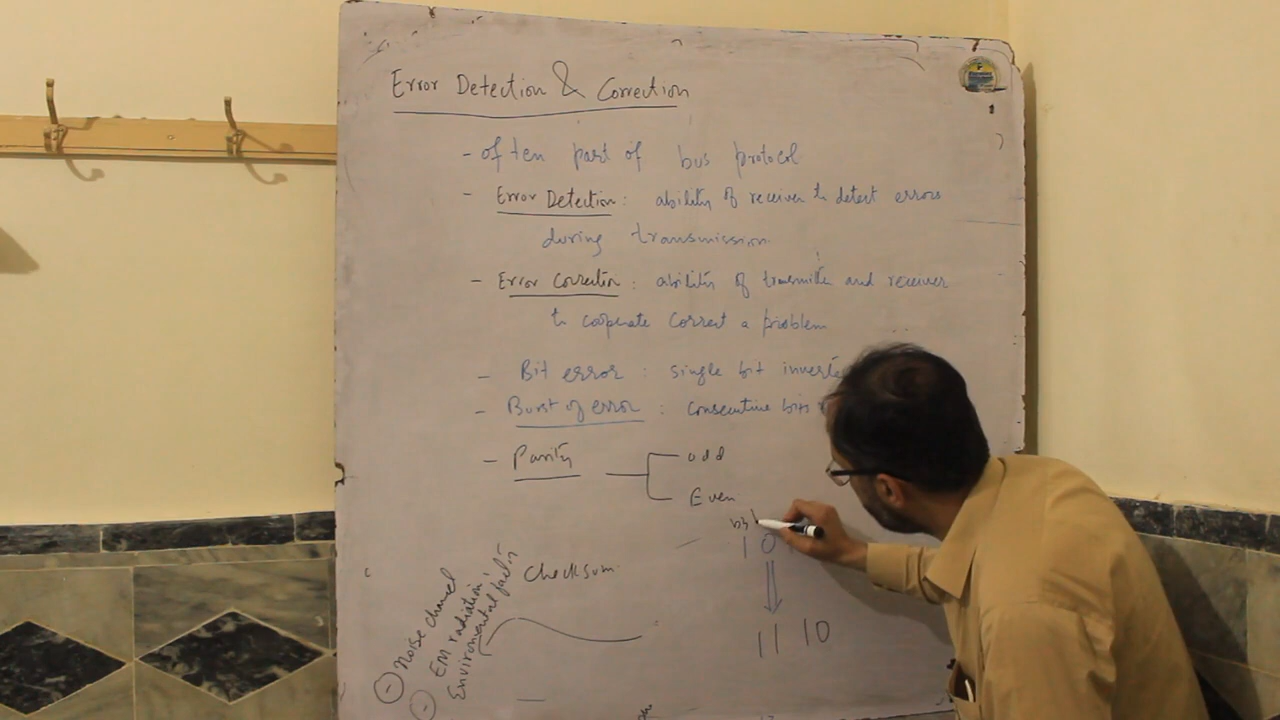 Error Detection & Correction
- often part of bus protocol
- Error Detection : ability of receiver to detect errors
during transmission.
- Error Correction : ability of transmitter and receiver
to cooperate correct a problem
- Bit error : single bit inverte
- Burst of error : consecutive bits
- Parity
odd
Even
b3
1 0
Checksum
11 10
- Noise channel
- EM radiation
Environmental factor